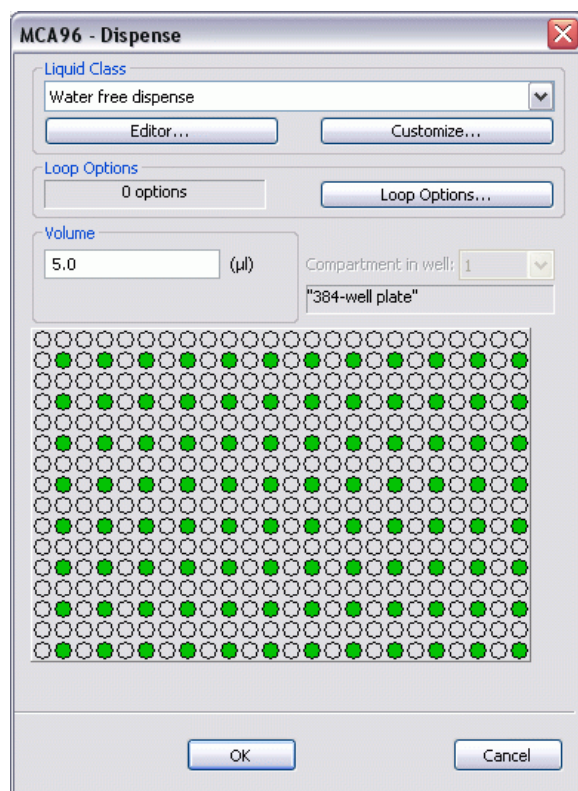 MCA96 - Dispense
Liquid Class
Water free dispense
Editor... Customize...
Loop Options
0 options Loop Options...
Volume
5.0 (µl) Compartment in well: 1
"384-well plate"
OK Cancel